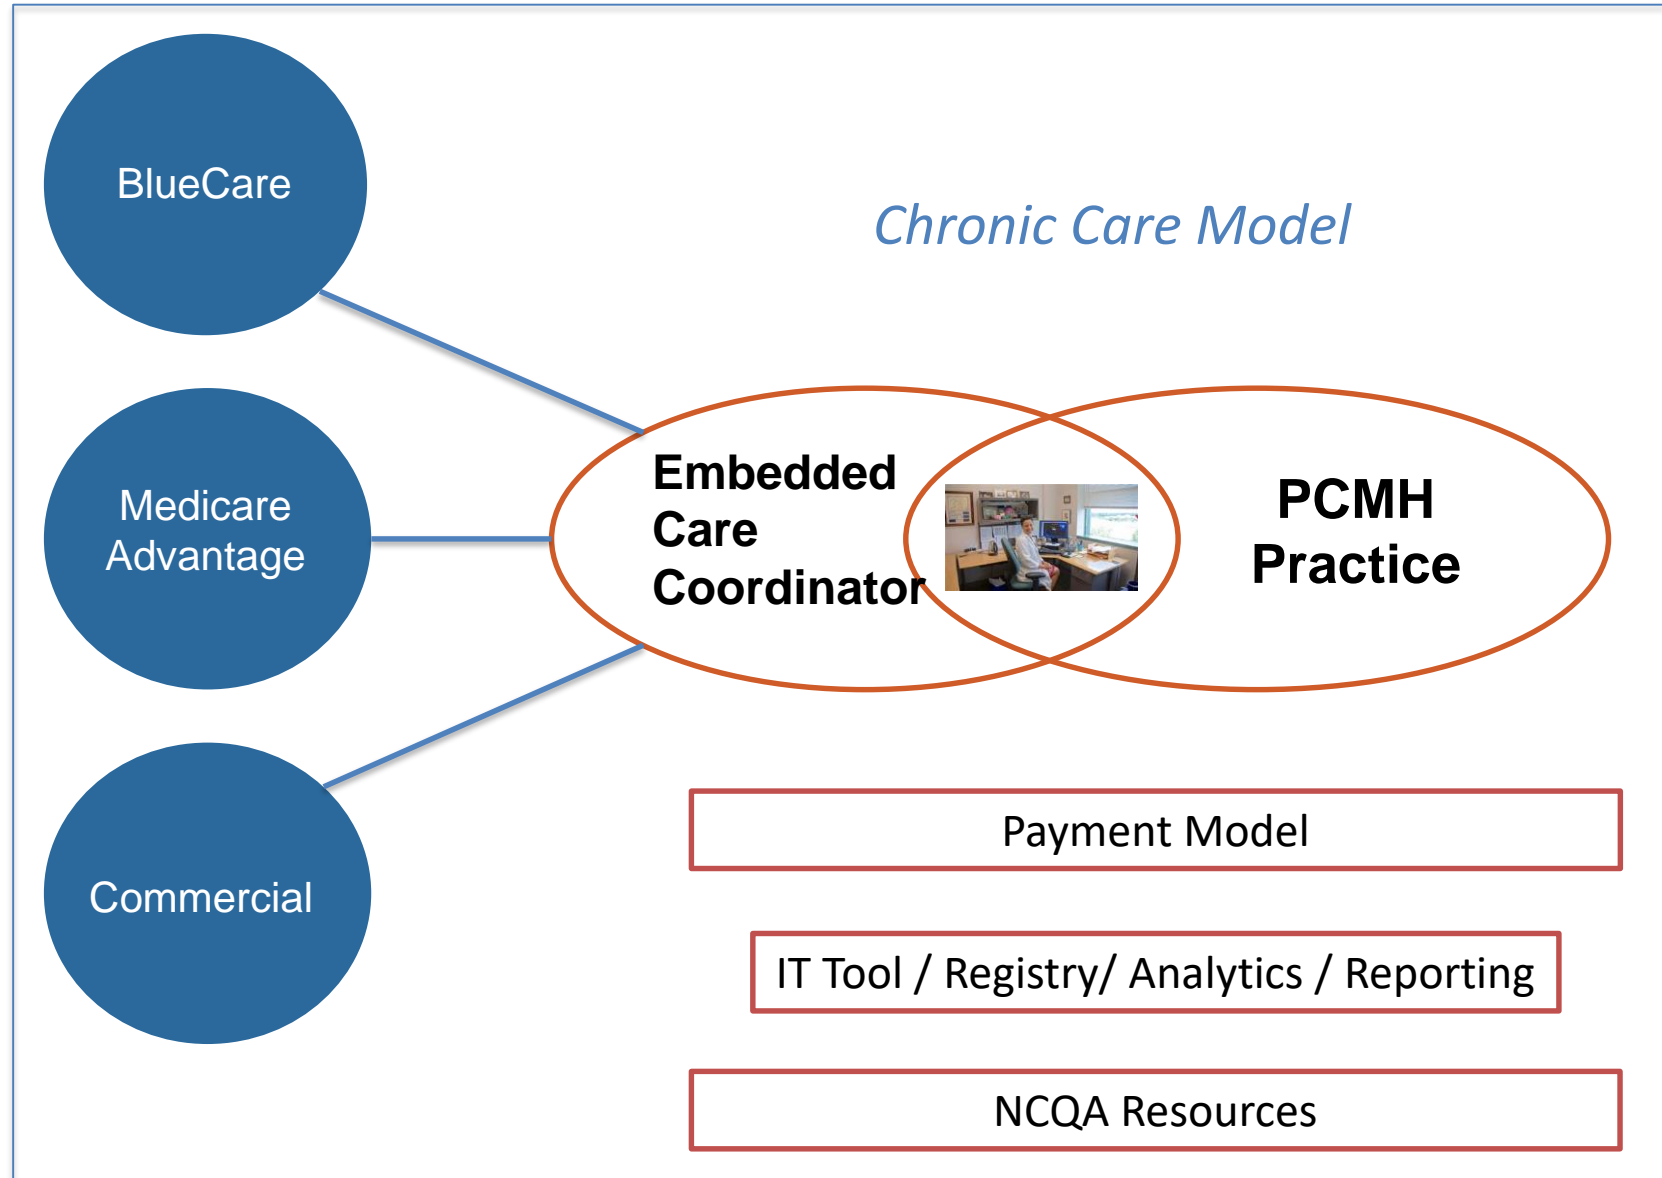 BlueCare
Chronic Care Model
Medicare
Advantage
Embedded
Care
Coordinator
PCMH
Practice
Commercial
Payment Model
IT Tool / Registry/ Analytics / Reporting
NCQA Resources